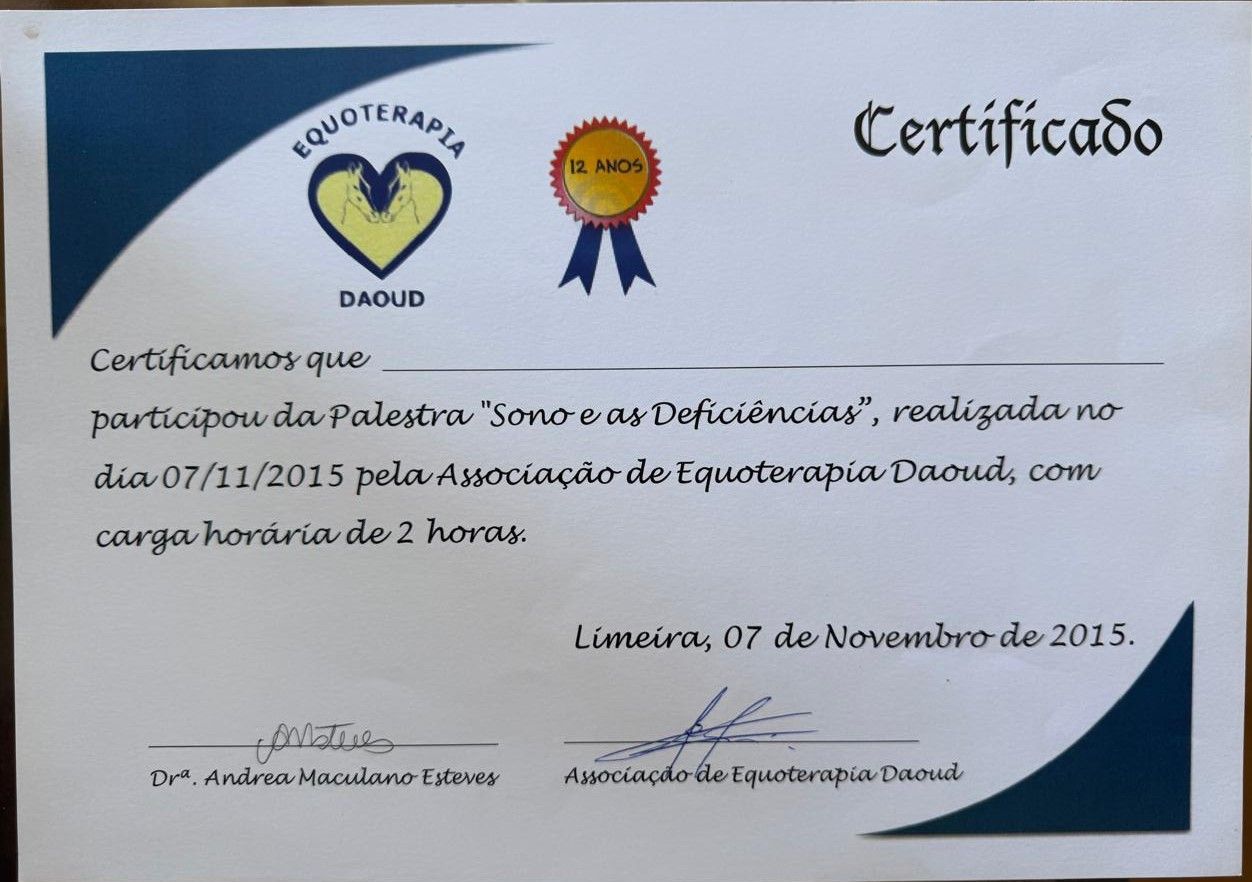 EQUOTERAPIA
DAOUD
12 ANOS
Certificado
Certificamos que
participou da Palestra "Sono e as Deficiências”, realizada no
dia 07/11/2015 pela Associação de Equoterapia Daoud, com
carga horária de 2 horas.
Limeira, 07 de Novembro de 2015.
Drª. Andrea Maculano Esteves
Associação de Equoterapia Daoud